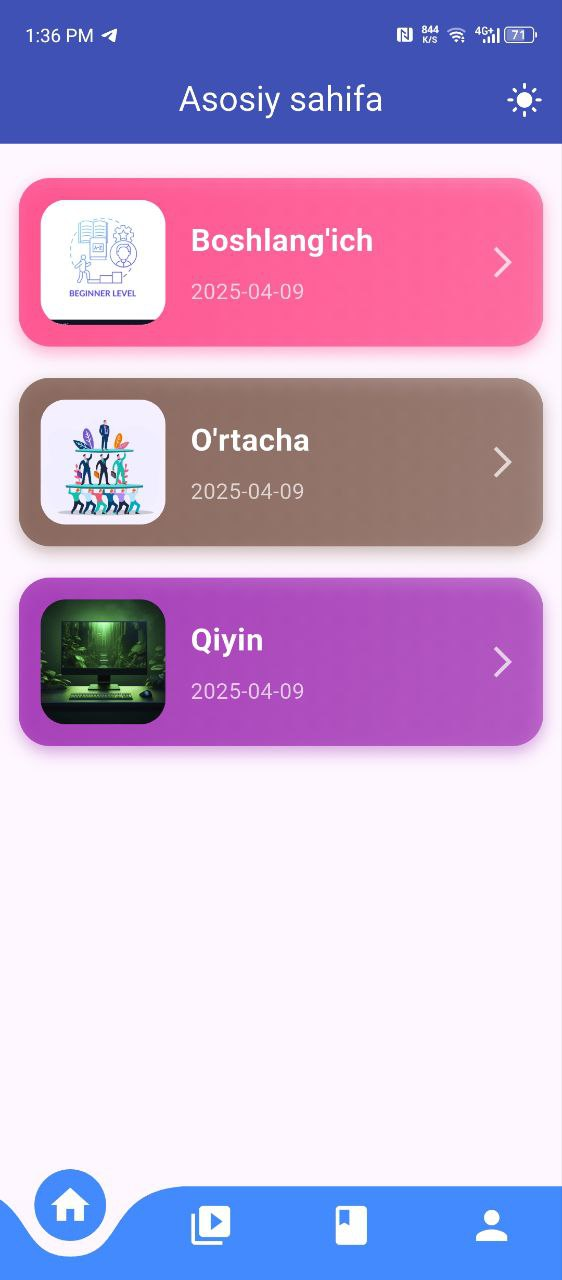 1:36 PM
844
K/S
4G+
71
Asosiy sahifa
BEGINNER LEVEL
Boshlang'ich
2025-04-09
O'rtacha
2025-04-09
Qiyin
2025-04-09